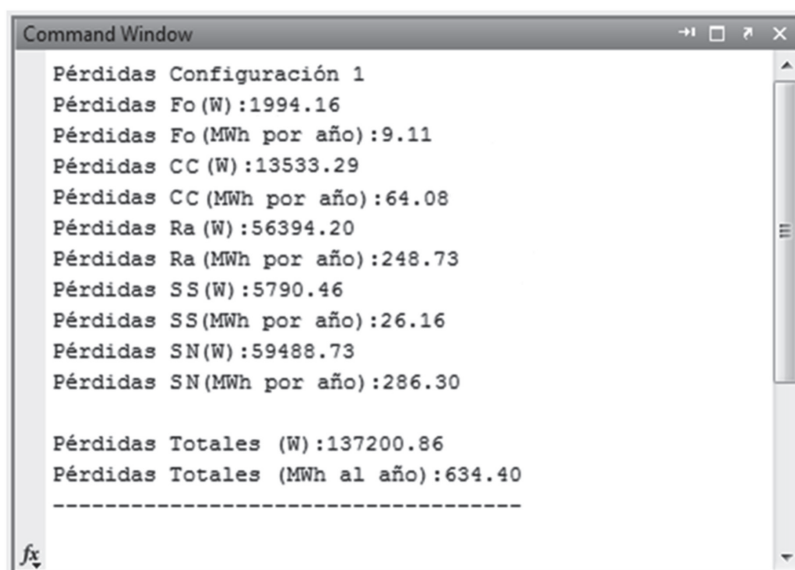 Command Window
Pérdidas Configuración 1
Pérdidas Fo(W):1994.16
Pérdidas Fo(MWh por año):9.11
Pérdidas CC(W):13533.29
Pérdidas CC(MWh por año):64.08
Pérdidas Ra(W):56394.20
Pérdidas Ra(MWh por año):248.73
Pérdidas SS(W):5790.46
Pérdidas SS(MWh por año):26.16
Pérdidas SN(W):59488.73
Pérdidas SN(MWh por año):286.30
Pérdidas Totales (W):137200.86
Pérdidas Totales (MWh al año):634.40
------------------------------------
fx